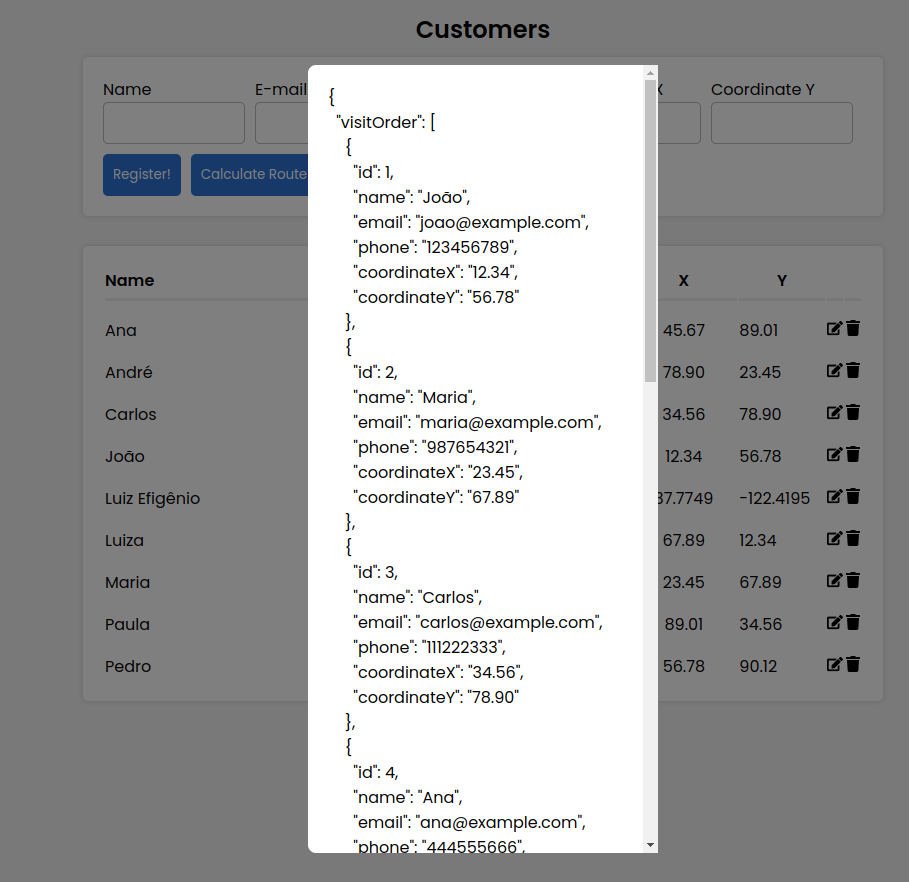 Customers
Name E-mail X Coordinate Y
Register! Calculate Route
Name X Y
Ana 45.67 89.01
André 78.90 23.45
Carlos 34.56 78.90
João 12.34 56.78
Luiz Efigênio 37.7749 -122.4195
Luiza 67.89 12.34
Maria 23.45 67.89
Paula 89.01 34.56
Pedro 56.78 90.12
{
"visitOrder": [
{
"id": 1,
"name": "João",
"email": "joao@example.com",
"phone": "123456789",
"coordinateX": "12.34",
"coordinateY": "56.78"
},
{
"id": 2,
"name": "Maria",
"email": "maria@example.com",
"phone": "987654321",
"coordinateX": "23.45",
"coordinateY": "67.89"
},
{
"id": 3,
"name": "Carlos",
"email": "carlos@example.com",
"phone": "111222333",
"coordinateX": "34.56",
"coordinateY": "78.90"
},
{
"id": 4,
"name": "Ana",
"email": "ana@example.com",
"phone": "444555666",